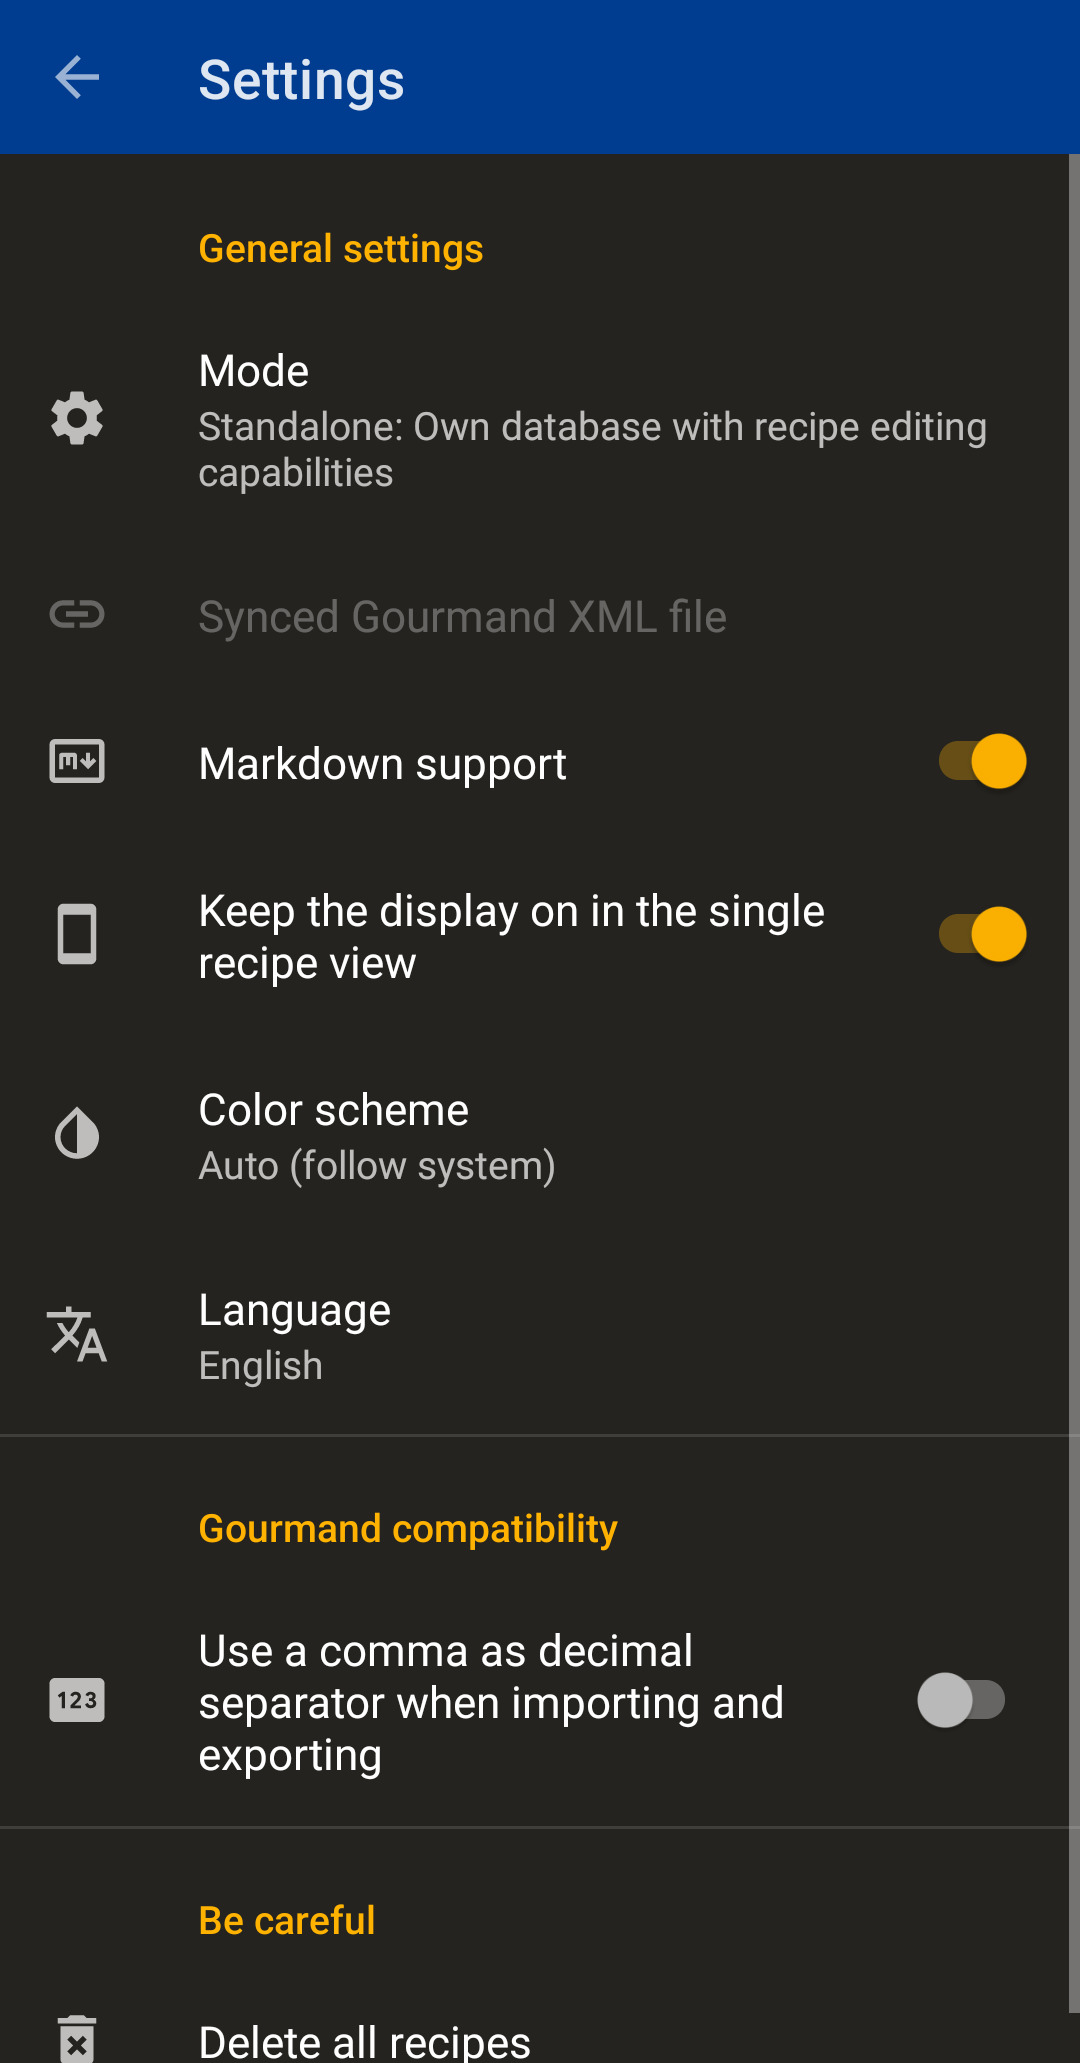 Settings
General settings
Mode
Standalone: Own database with recipe editing
capabilities
Synced Gourmand XML file
Markdown support
Keep the display on in the single
recipe view
Color scheme
Auto (follow system)
Language
English
Gourmand compatibility
Use a comma as decimal
separator when importing and
exporting
123
Be careful
Delete all recipes